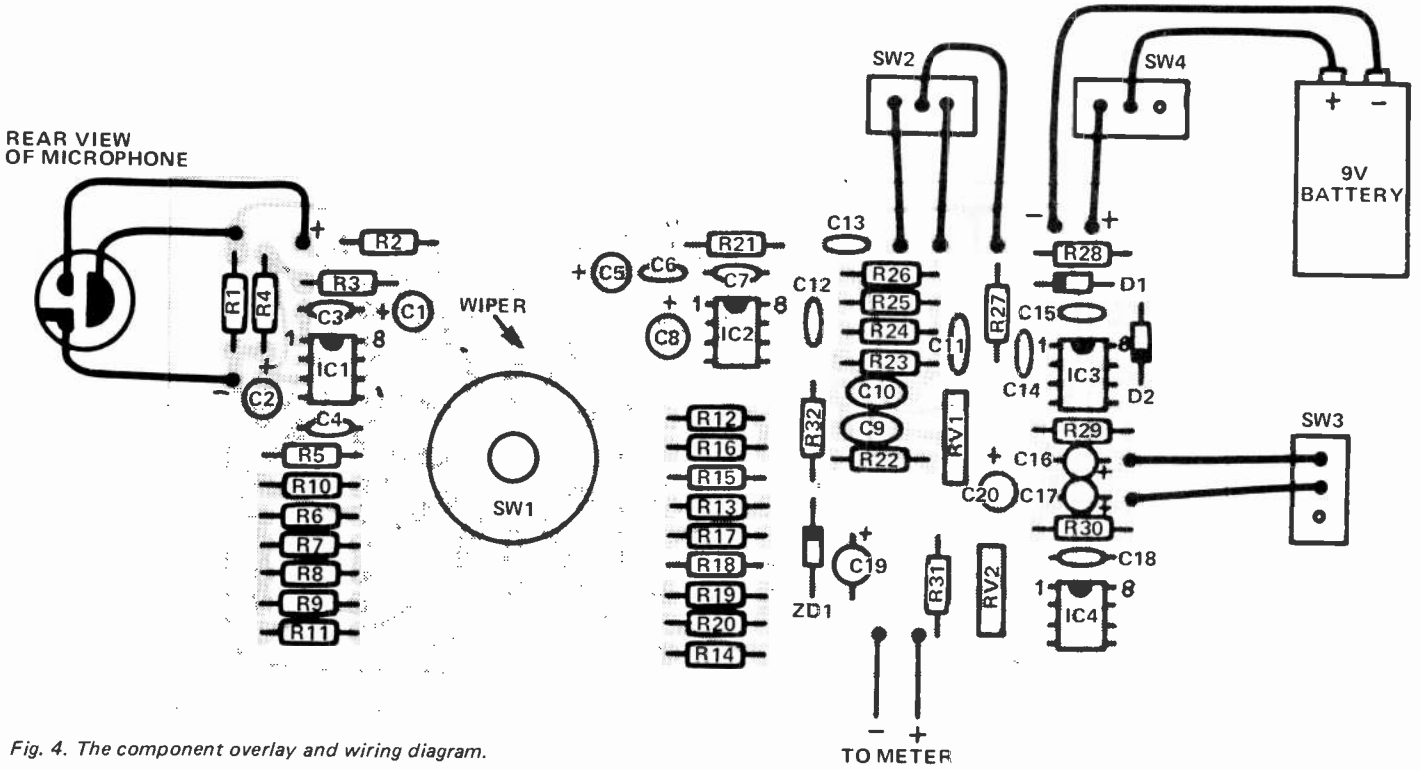 SW2
SW4
+ −
9V
BATTERY
REAR VIEW
OF MICROPHONE
+
R2
R1
R4
R3
C3
+ C1
1 8
IC1
+
− C2
C4
R5
R10
R6
R7
R8
R9
R11
WIPER
SW1
R21
C13
+ C5
C6
C7
C12
+
C8
1 8
IC2
R26
R25
R24
R23
C10
C9
R22
C11
R27
− +
R28
D1
C15
C14
1 8
IC3
D2
R12
R16
R15
R13
R17
R18
R19
R20
R14
R32
ZD1
+
C19
RV1
+
C20
R29
C16
+
C17
+
R30
C18
SW3
R31
RV2
1 8
IC4
− +
TO METER
Fig. 4. The component overlay and wiring diagram.